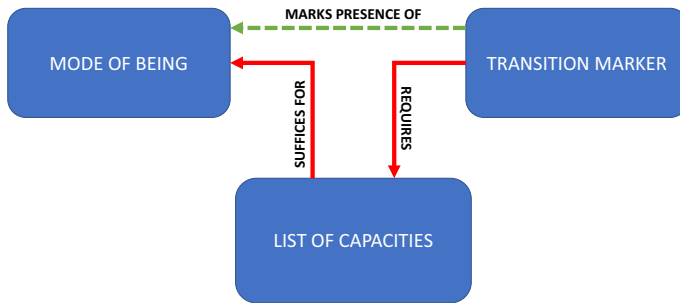 MARKS PRESENCE OF
MODE OF BEING
TRANSITION MARKER
SUFFICES FOR
REQUIRES
LIST OF CAPACITIES